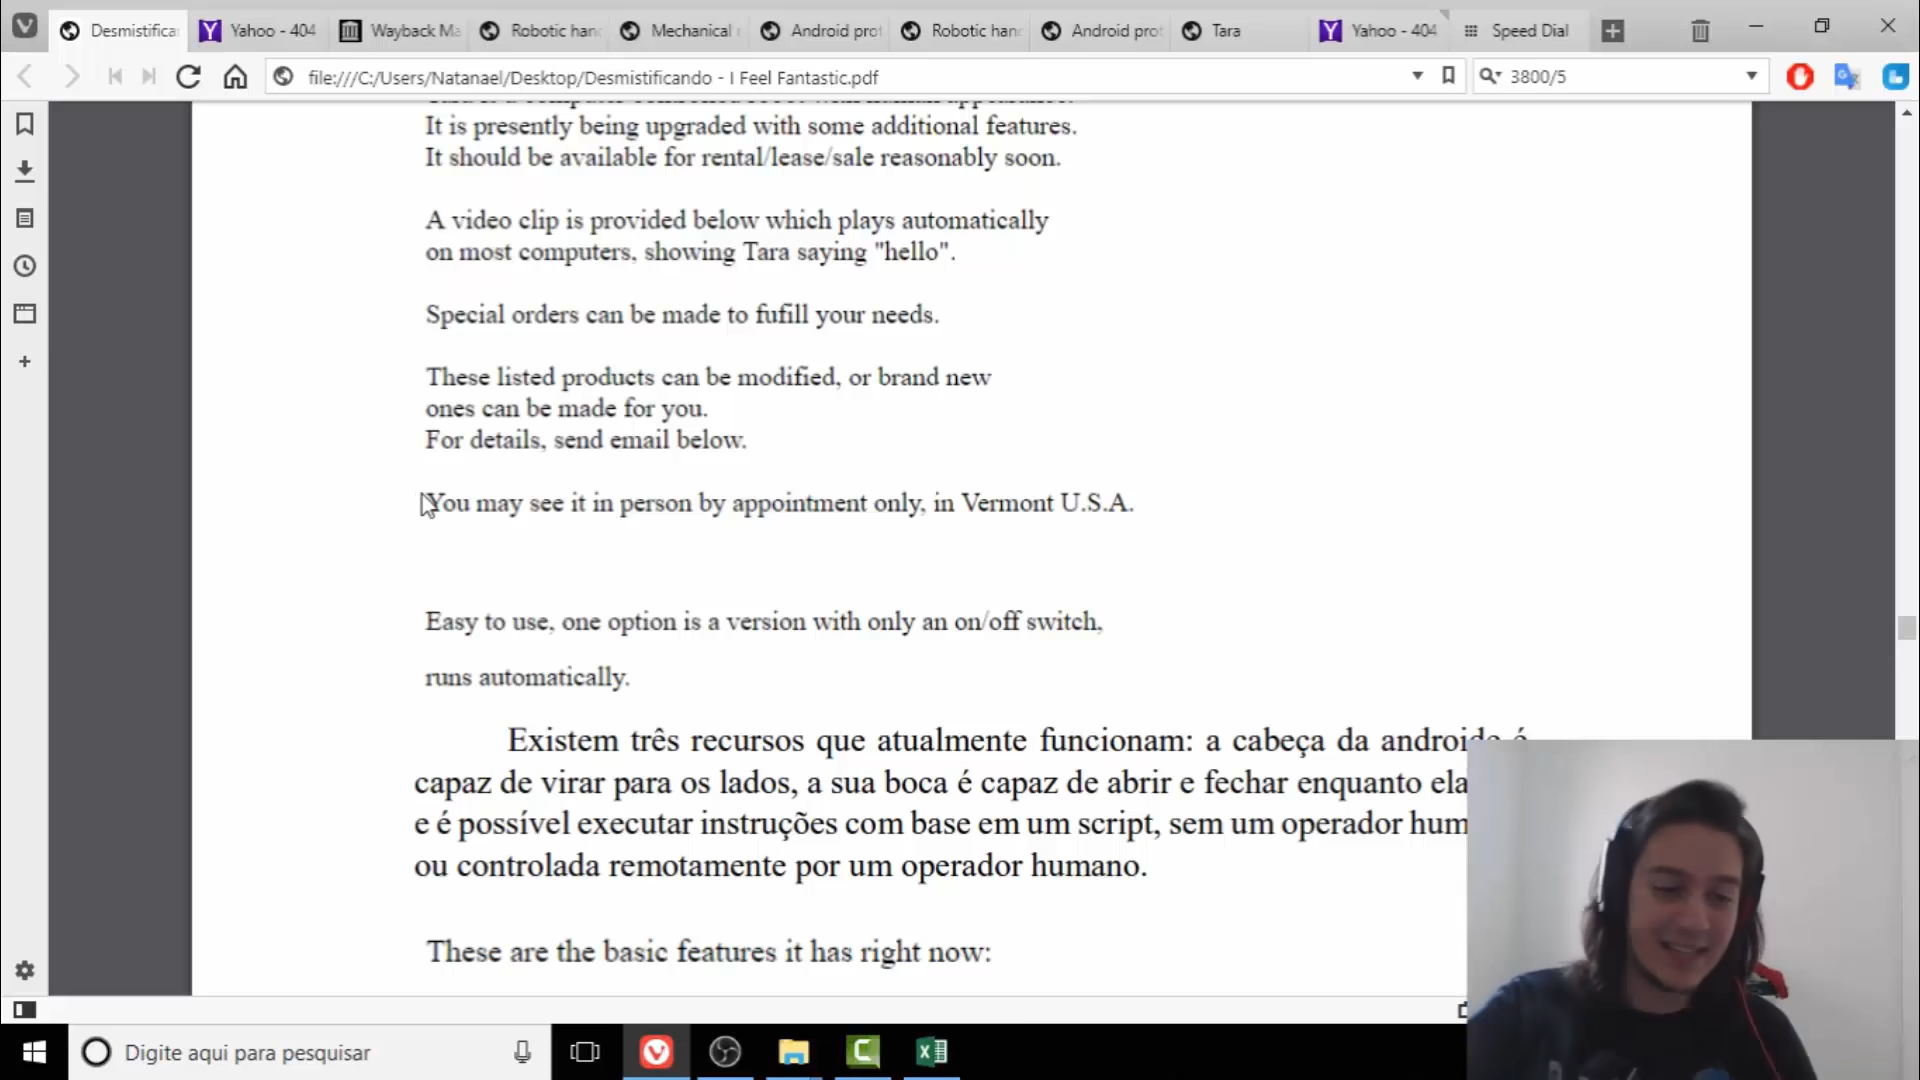 Desmistifica
Yahoo - 404
Wayback Ma
Robotic han
Mechanical
Android pro
Robotic han
Android pro
Tara
Yahoo - 404
Speed Dial
file:///C:/Users/Natanael/Desktop/Desmistificando - I Feel Fantastic.pdf
3800/5
It is presently being upgraded with some additional features.
It should be available for rental/lease/sale reasonably soon.
A video clip is provided below which plays automatically
on most computers, showing Tara saying "hello".
Special orders can be made to fufill your needs.
These listed products can be modified, or brand new
ones can be made for you.
For details, send email below.
You may see it in person by appointment only, in Vermont U.S.A.
Easy to use, one option is a version with only an on/off switch,
runs automatically.
Existem três recursos que atualmente funcionam: a cabeça da androide é
capaz de virar para os lados, a sua boca é capaz de abrir e fechar enquanto ela
e é possível executar instruções com base em um script, sem um operador hum
ou controlada remotamente por um operador humano.
These are the basic features it has right now:
Digite aqui para pesquisar